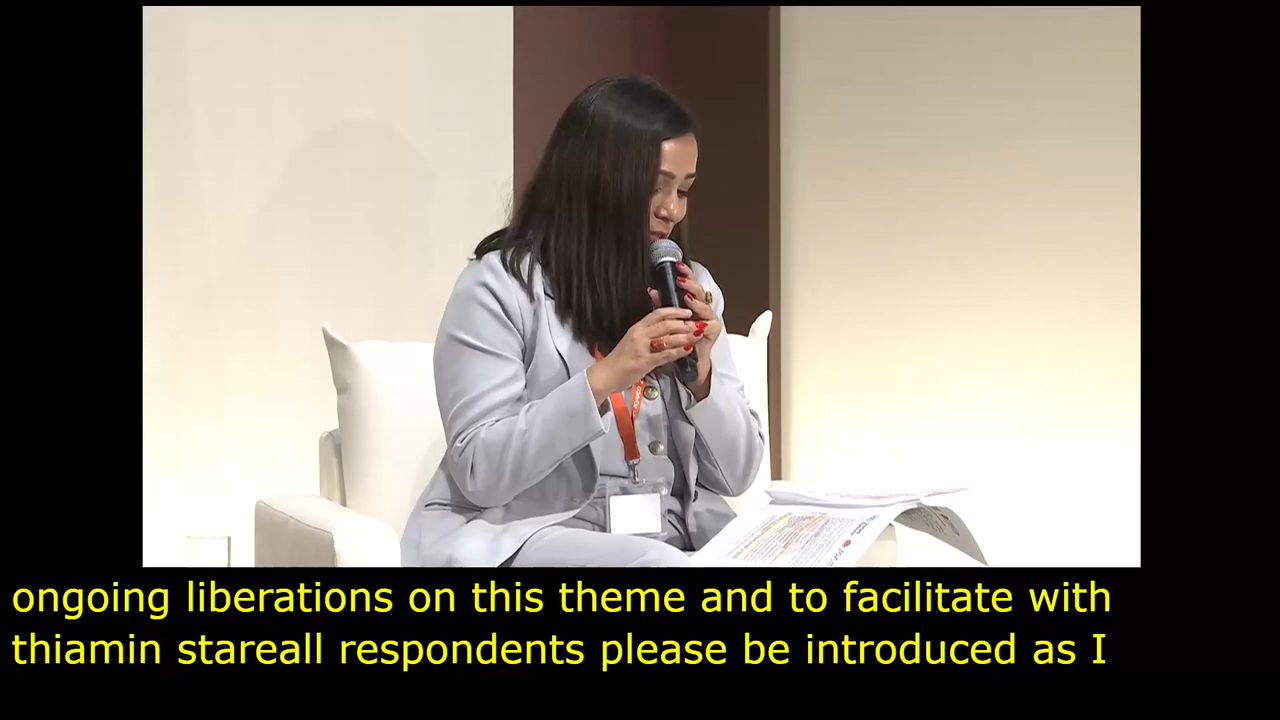 ongoing liberations on this theme and to facilitate with
thiamin stareall respondents please be introduced as I